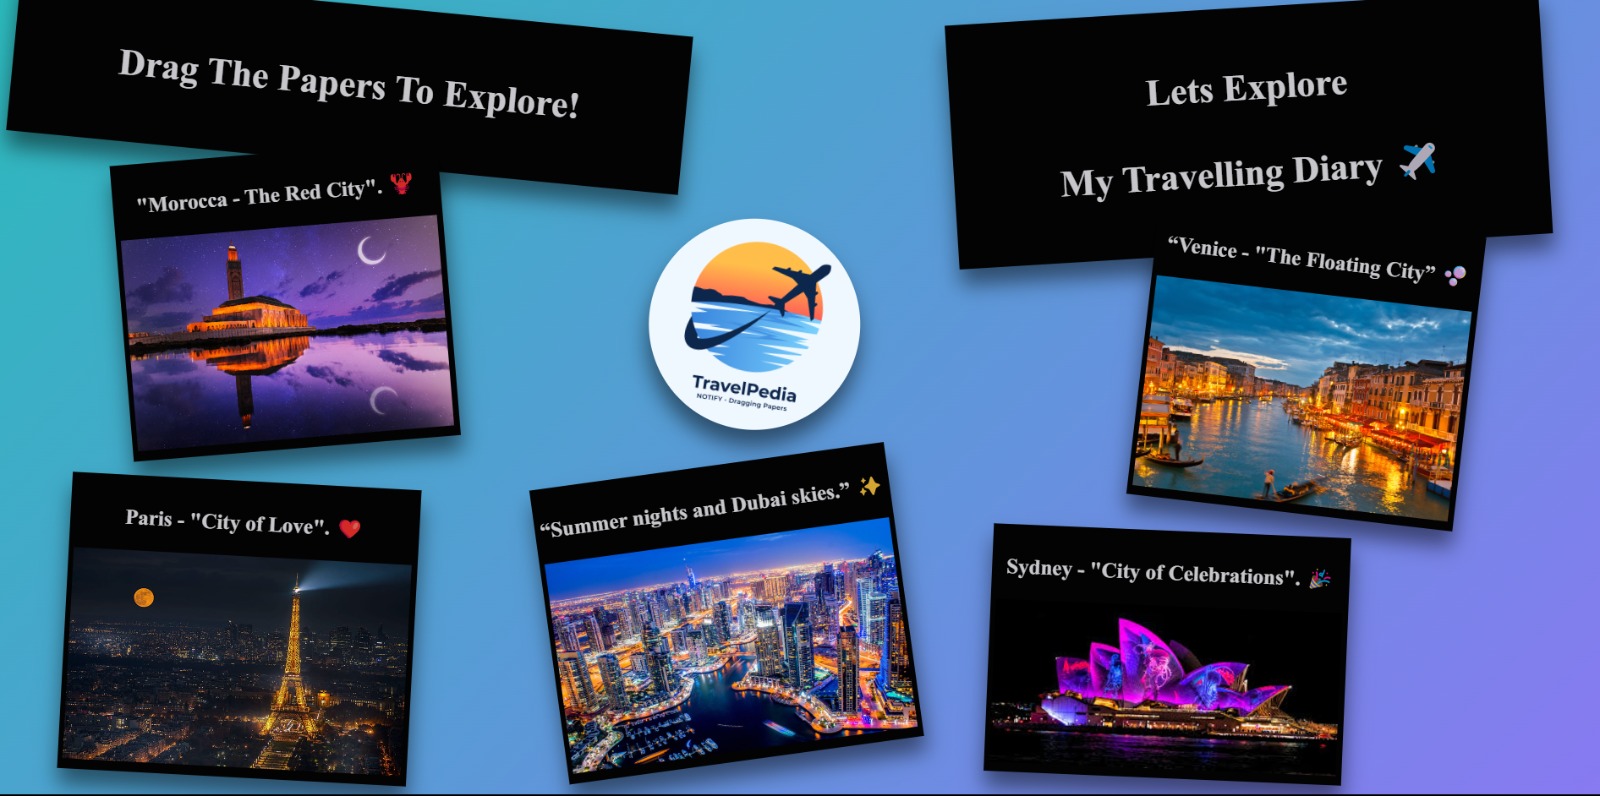 Drag The Papers To Explore!
Lets Explore
My Travelling Diary ✈️
"Morocca - The Red City". 🦞
“Venice - "The Floating City” 🫧
TravelPedia
NOTIFY - Dragging Papers
Paris - "City of Love". ❤️
“Summer nights and Dubai skies.” ✨
Sydney - "City of Celebrations". 🎉